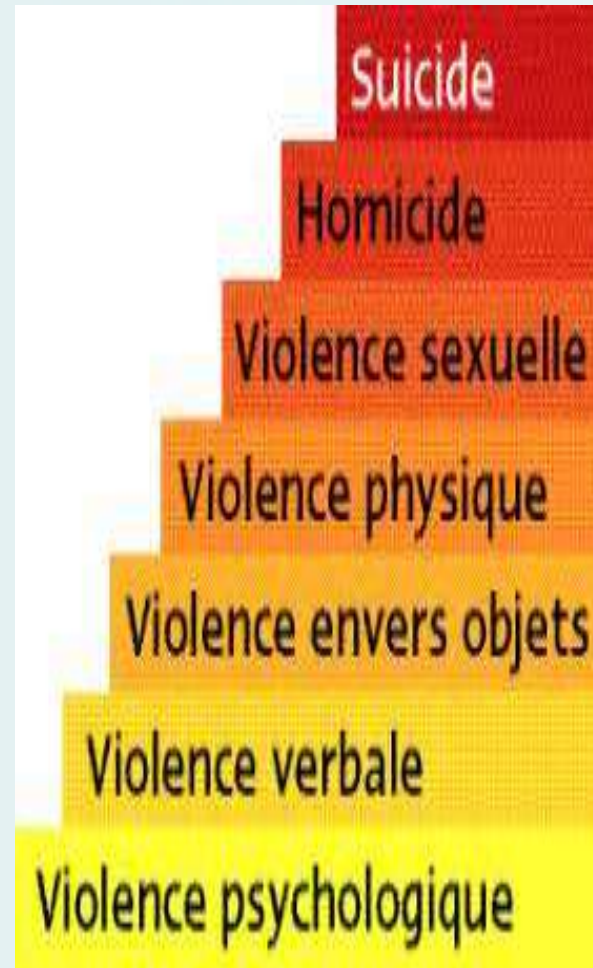 Suicide
Homicide
Violence sexuelle
Violence physique
Violence envers objets
Violence verbale
Violence psychologique